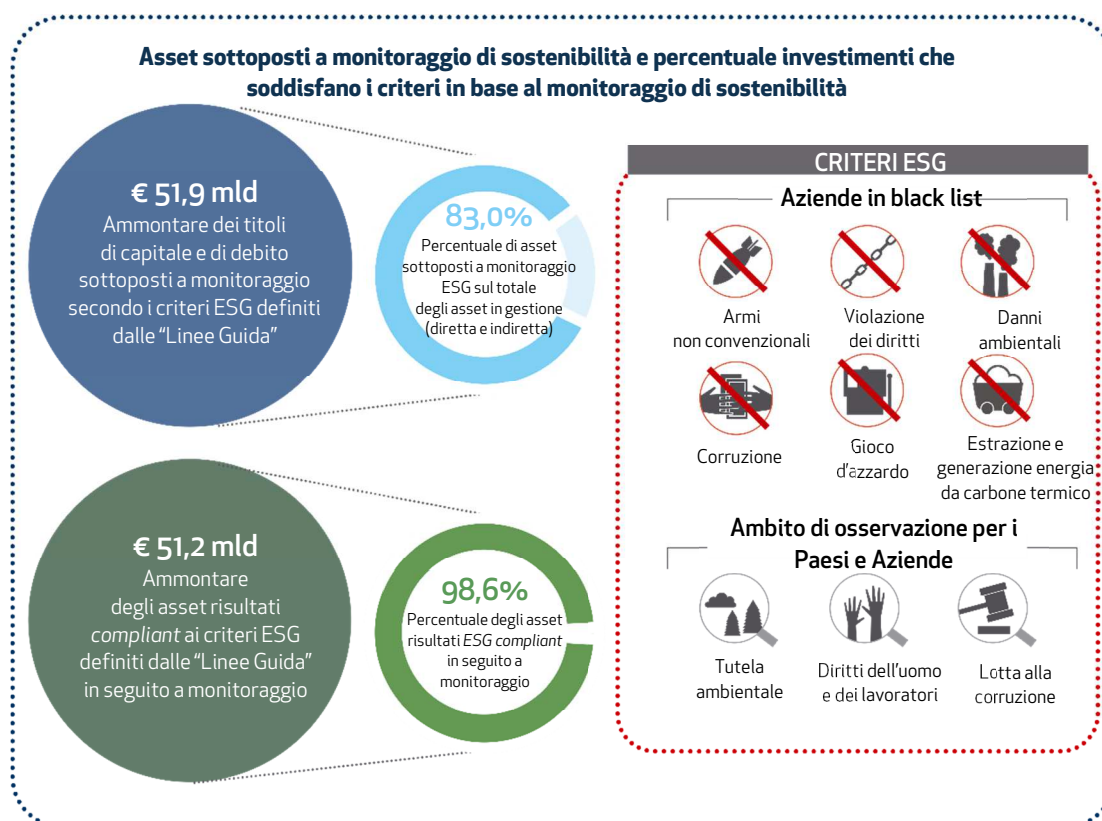 Asset sottoposti a monitoraggio di sostenibilità e percentuale investimenti che
soddisfano i criteri in base al monitoraggio di sostenibilità
€ 51,9 mld
Ammontare dei titoli
di capitale e di debito
sottoposti a monitoraggio
secondo i criteri ESG definiti
dalle “Linee Guida”
83,0%
Percentuale di asset
sottoposti a monitoraggio
ESG sul totale
degli asset in gestione
(diretta e indiretta)
€ 51,2 mld
Ammontare
degli asset risultati
compliant ai criteri ESG
definiti dalle “Linee Guida”
in seguito a monitoraggio
98,6%
Percentuale degli asset
risultati ESG compliant
in seguito a
monitoraggio
CRITERI ESG
Aziende in black list
Armi
non convenzionali
Violazione
dei diritti
Danni
ambientali
Corruzione
Gioco
d'azzardo
Estrazione e
generazione energia
da carbone termico
Ambito di osservazione per i
Paesi e Aziende
Tutela
ambientale
Diritti dell'uomo
e dei lavoratori
Lotta alla
corruzione